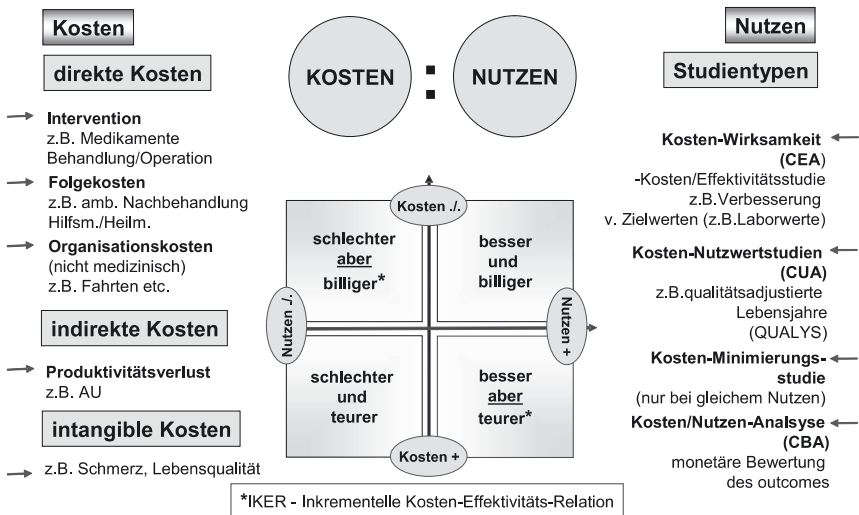 Kosten
direkte Kosten
Intervention
z.B. Medikamente
Behandlung/Operation
Folgekosten
z.B. amb. Nachbehandlung
Hilfsm./Heilm.
Organisationskosten
(nicht medizinisch)
z.B. Fahrten etc.
indirekte Kosten
Produktivitätsverlust
z.B. AU
intangible Kosten
z.B. Schmerz, Lebensqualität
KOSTEN : NUTZEN
Kosten ./.
schlechter
aber
billiger*
besser
und
billiger
Nutzen ./.
Nutzen +
schlechter
und
teurer
besser
aber
teurer*
Kosten +
*IKER - Inkrementelle Kosten-Effektivitäts-Relation
Nutzen
Studientypen
Kosten-Wirksamkeit
(CEA)
-Kosten/Effektivitätsstudie
z.B.Verbesserung
v. Zielwerten (z.B.Laborwerte)
Kosten-Nutzwertstudien
(CUA)
z.B.qualitätsadjustierte
Lebensjahre
(QUALYS)
Kosten-Minimierungs-
studie
(nur bei gleichem Nutzen)
Kosten/Nutzen-Analsyse
(CBA)
monetäre Bewertung
des outcomes